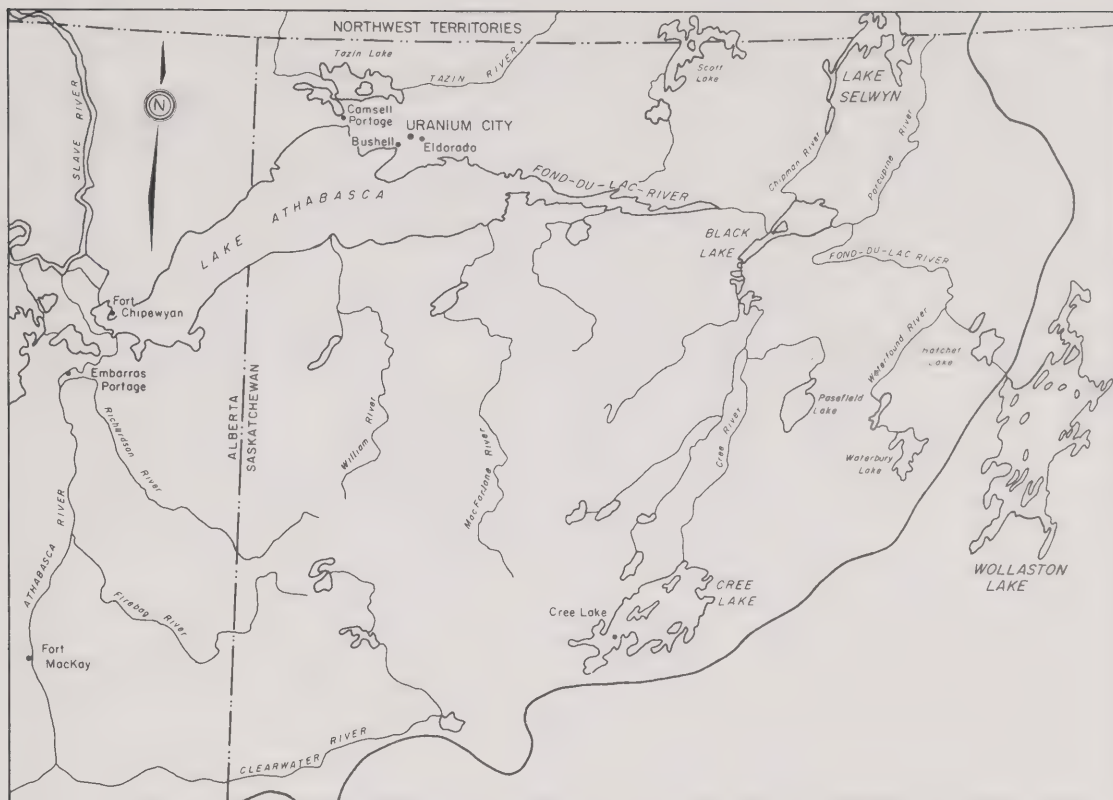 NORTHWEST TERRITORIES
Tazin Lake
TAZIN RIVER
Scott
Lake
LAKE
SELWYN
SLAVE RIVER
N
Camsell
Portage
URANIUM CITY
Bushell
Eldorado
Chipman River
Porcupine River
FOND-DU-LAC-RIVER
LAKE ATHABASCA
BLACK
LAKE
FOND-DU-LAC RIVER
Fort
Chipewyan
Waterfound River
Hatchet
Lake
Embarras
Portage
ALBERTA
SASKATCHEWAN
Richardson River
William River
MacFarlane River
Cree River
Pasefield
Lake
Waterbury
Lake
ATHABASCA RIVER
Firebag River
WOLLASTON
LAKE
CREE
LAKE
Cree Lake
Fort
MacKay
CLEARWATER RIVER